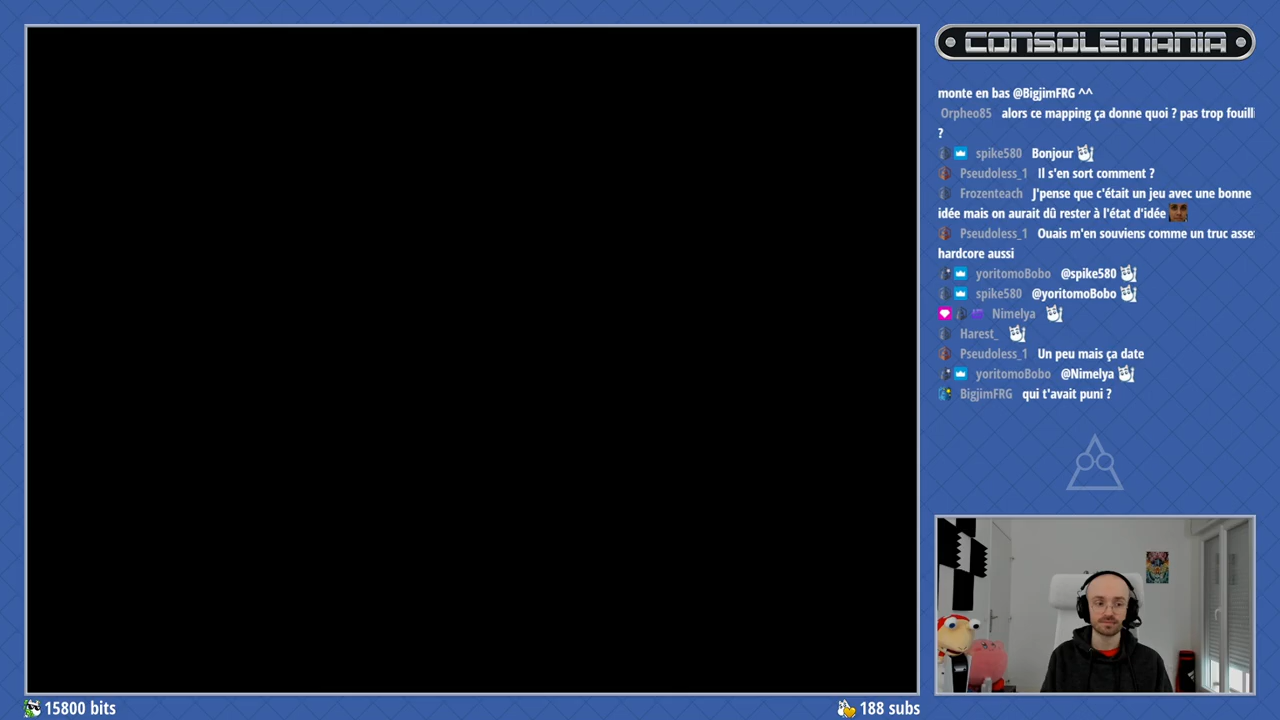 CONSOLEMANIA
monte en bas @BigjimFRG ^^
Orpheo85 alors ce mapping ça donne quoi ? pas trop fouilli
?
spike580 Bonjour
Pseudoless_1 Il s'en sort comment ?
Frozenteach J'pense que c'était un jeu avec une bonne
idée mais on aurait dû rester à l'état d'idée
Pseudoless_1 Ouais m'en souviens comme un truc assez
hardcore aussi
yoritomoBobo @spike580
spike580 @yoritomoBobo
Nimelya
Harest_
Pseudoless_1 Un peu mais ça date
yoritomoBobo @Nimelya
BigjimFRG qui t'avait puni ?
15800 bits
188 subs